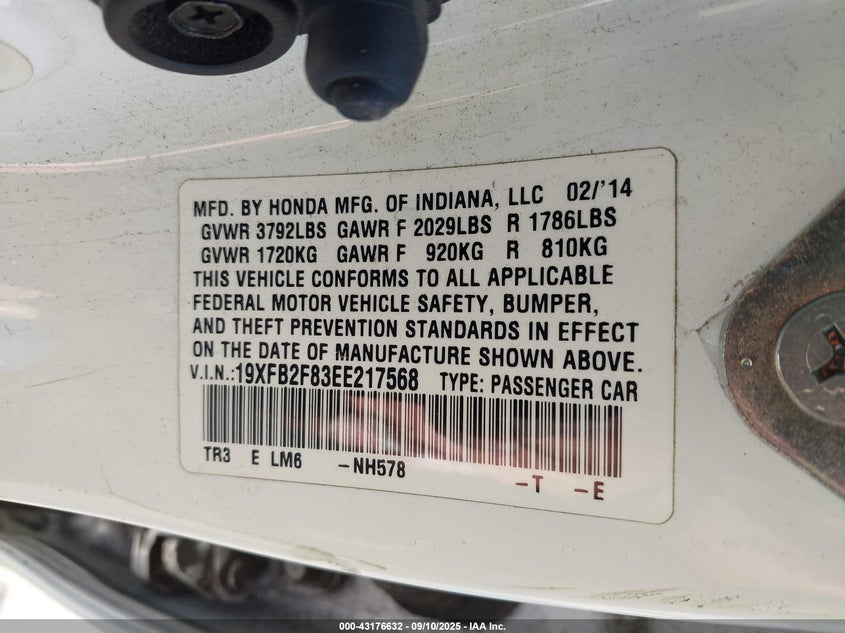 MFD. BY HONDA MFG. OF INDIANA, LLC 02/'14
GVWR 3792LBS GAWR F 2029LBS R 1786LBS
GVWR 1720KG GAWR F 920KG R 810KG
THIS VEHICLE CONFORMS TO ALL APPLICABLE
FEDERAL MOTOR VEHICLE SAFETY, BUMPER,
AND THEFT PREVENTION STANDARDS IN EFFECT
ON THE DATE OF MANUFACTURE SHOWN ABOVE.
V.I.N.:19XFB2F83EE217568 TYPE: PASSENGER CAR
TR3 E LM6 -NH578 -T -E
000-43176632 - 09/10/2025 - IAA Inc.